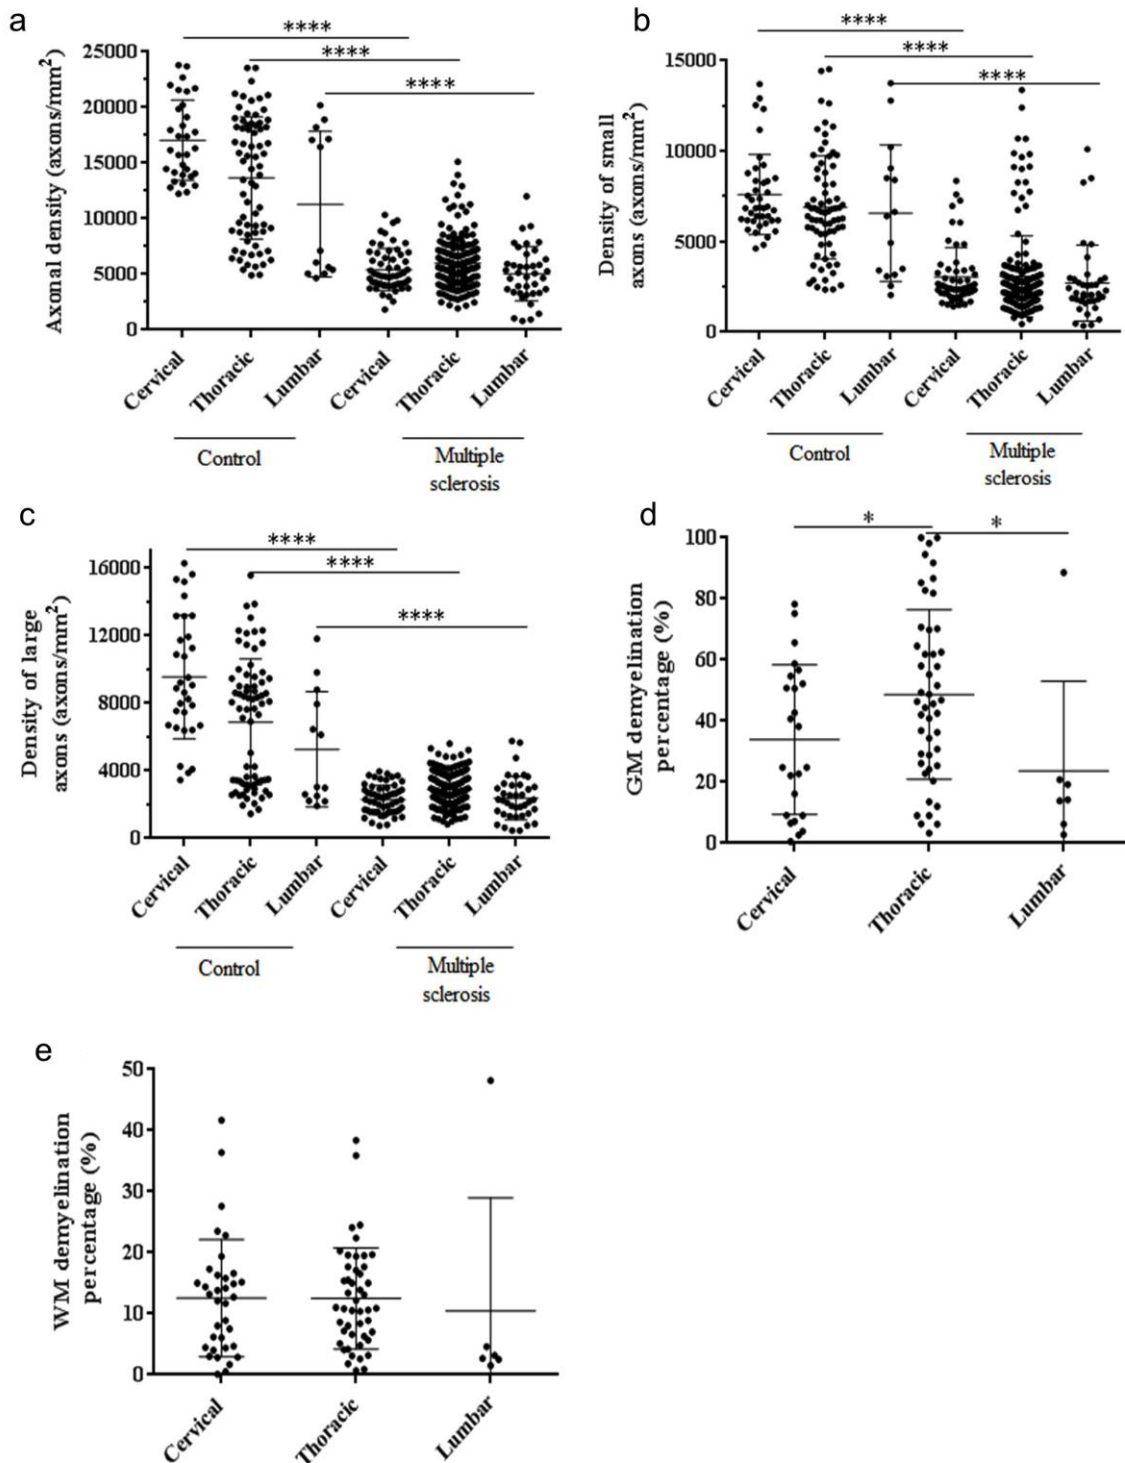 a
****
****
****
Axonal density (axons/mm²)
25000
20000
15000
10000
5000
0
Cervical
Thoracic
Lumbar
Cervical
Thoracic
Lumbar
Control
Multiple
sclerosis
b
****
****
****
Density of small
axons (axons/mm²)
15000
10000
5000
0
Cervical
Thoracic
Lumbar
Cervical
Thoracic
Lumbar
Control
Multiple
sclerosis
c
****
****
****
Density of large
axons (axons/mm²)
16000
12000
8000
4000
0
Cervical
Thoracic
Lumbar
Cervical
Thoracic
Lumbar
Control
Multiple
sclerosis
d
*
*
GM demyelination
percentage (%)
100
80
60
40
20
0
Cervical
Thoracic
Lumbar
e
WM demyelination
percentage (%)
50
40
30
20
10
0
Cervical
Thoracic
Lumbar